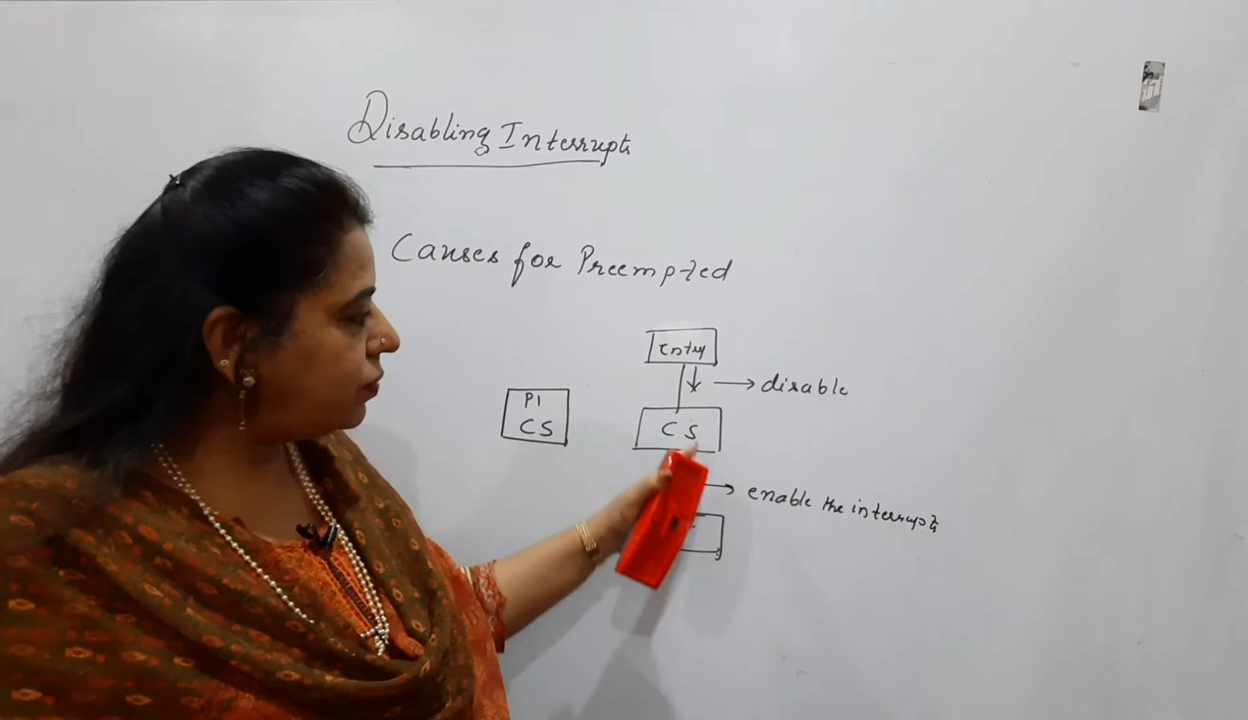 Disabling Interrupts
Causes for Preempted
Entry
disable
P1
CS
CS
enable the interrupts